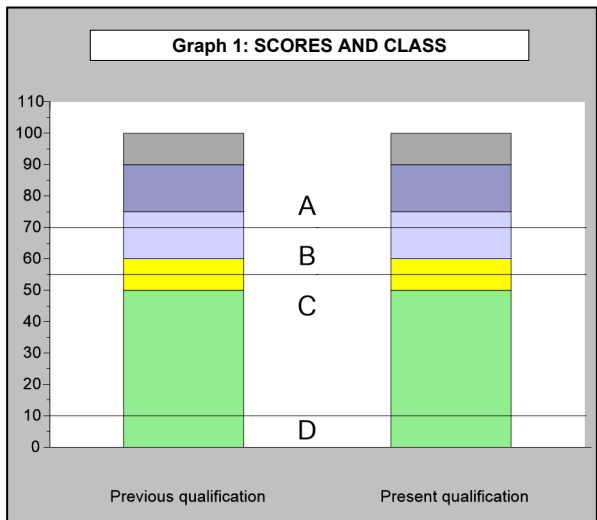 Graph 1: SCORES AND CLASS
110
100
90
80
A
70
60
B
50
C
40
30
20
10
D
0
Previous qualification Present qualification